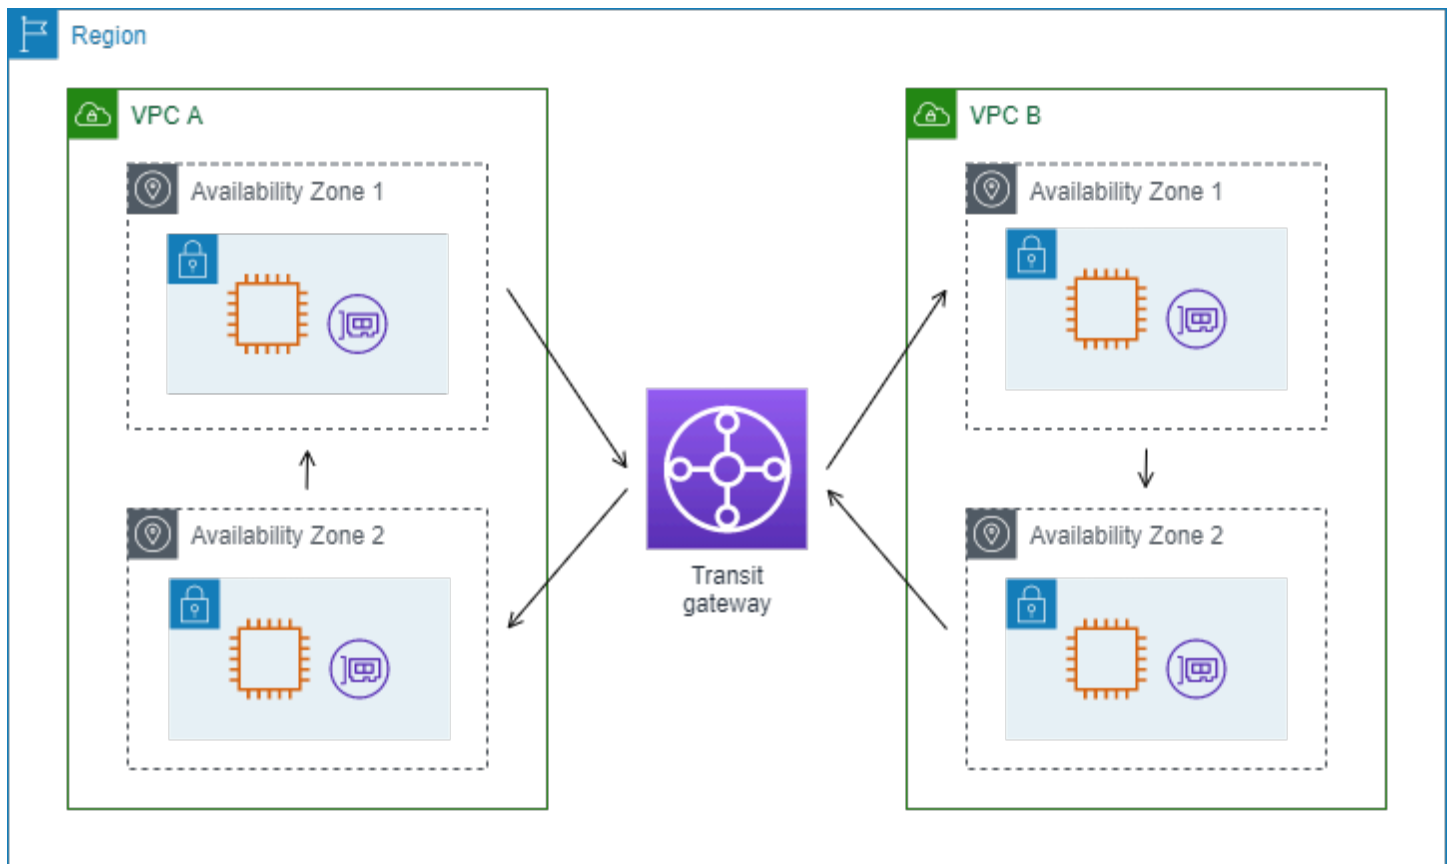 Region
VPC A
Availability Zone 1
Availability Zone 2
Transit
gateway
VPC B
Availability Zone 1
Availability Zone 2